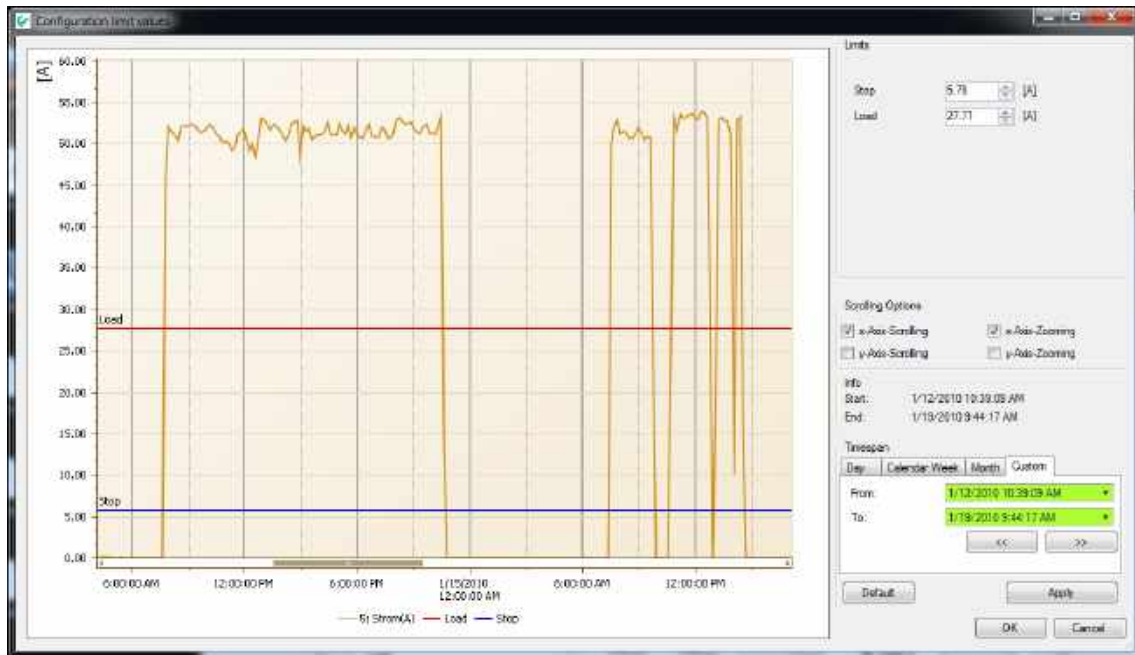 Configuration limit values
[A]
60.00
55.00
50.00
45.00
40.00
35.00
30.00
25.00
20.00
15.00
10.00
5.00
0.00
Load
Stop
6:00:00 AM 12:00:00 PM 6:00:00 PM 1/15/2010 6:00:00 AM 12:00:00 PM
12:00:00 AM
Strom(A) Load Stop
Limits
Stop [A]
Load 27.71 [A]
Scrolling Options
x-Axis-Scrolling x-Axis-Zooming
y-Axis-Scrolling y-Axis-Zooming
Info
Start: 1/12/2010 10:39:09 AM
End: 1/19/2010 9:44:17 AM
Timespan
Day Calendar Week Month Custom
From: 1/12/2010 10:39:09 AM
To: 1/19/2010 9:44:17 AM
<< >>
Default Apply
OK Cancel